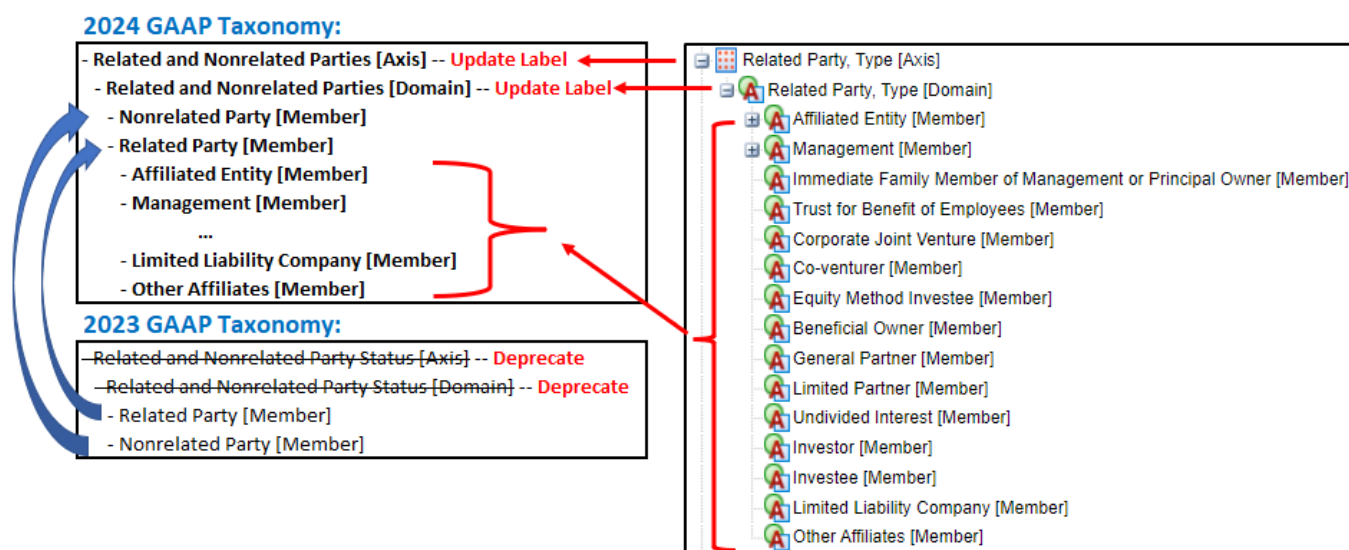 2024 GAAP Taxonomy:
- Related and Nonrelated Parties [Axis] -- Update Label
- Related and Nonrelated Parties [Domain] -- Update Label
- Nonrelated Party [Member]
- Related Party [Member]
- Affiliated Entity [Member]
- Management [Member]
...
- Limited Liability Company [Member]
- Other Affiliates [Member]
2023 GAAP Taxonomy:
- Related and Nonrelated Party Status [Axis] -- Deprecate
- Related and Nonrelated Party Status [Domain] -- Deprecate
- Related Party [Member]
- Nonrelated Party [Member]
Related Party, Type [Axis]
Related Party, Type [Domain]
Affiliated Entity [Member]
Management [Member]
Immediate Family Member of Management or Principal Owner [Member]
Trust for Benefit of Employees [Member]
Corporate Joint Venture [Member]
Co-venturer [Member]
Equity Method Investee [Member]
Beneficial Owner [Member]
General Partner [Member]
Limited Partner [Member]
Undivided Interest [Member]
Investor [Member]
Investee [Member]
Limited Liability Company [Member]
Other Affiliates [Member]